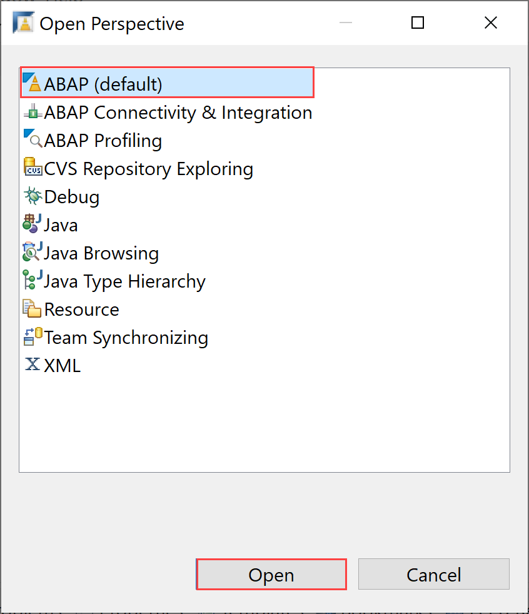 Open Perspective
ABAP (default)
ABAP Connectivity & Integration
ABAP Profiling
CVS Repository Exploring
Debug
Java
Java Browsing
Java Type Hierarchy
Resource
Team Synchronizing
XML
Open
Cancel